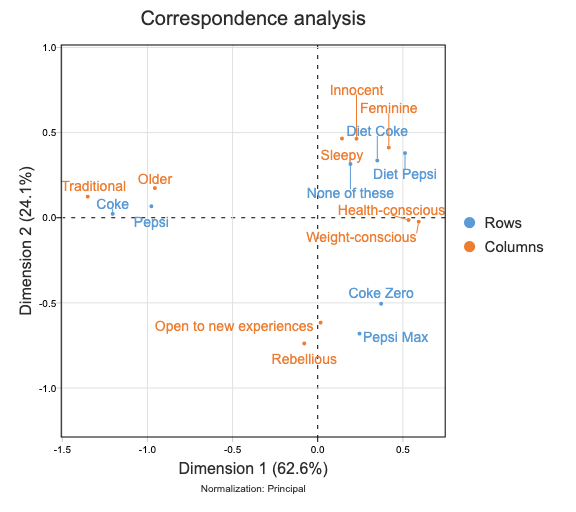 Correspondence analysis
1.0
Innocent
Feminine
0.5
Diet Coke
Sleepy
Diet Pepsi
Older
Traditional
None of these
Coke
Health-conscious
0.0
Pepsi
Rows
Weight-conscious
Columns
Dimension 2 (24.1%)
Coke Zero
-0.5
Open to new experiences
Pepsi Max
Rebellious
-1.0
-1.5 -1.0 -0.5 0.0 0.5
Dimension 1 (62.6%)
Normalization: Principal